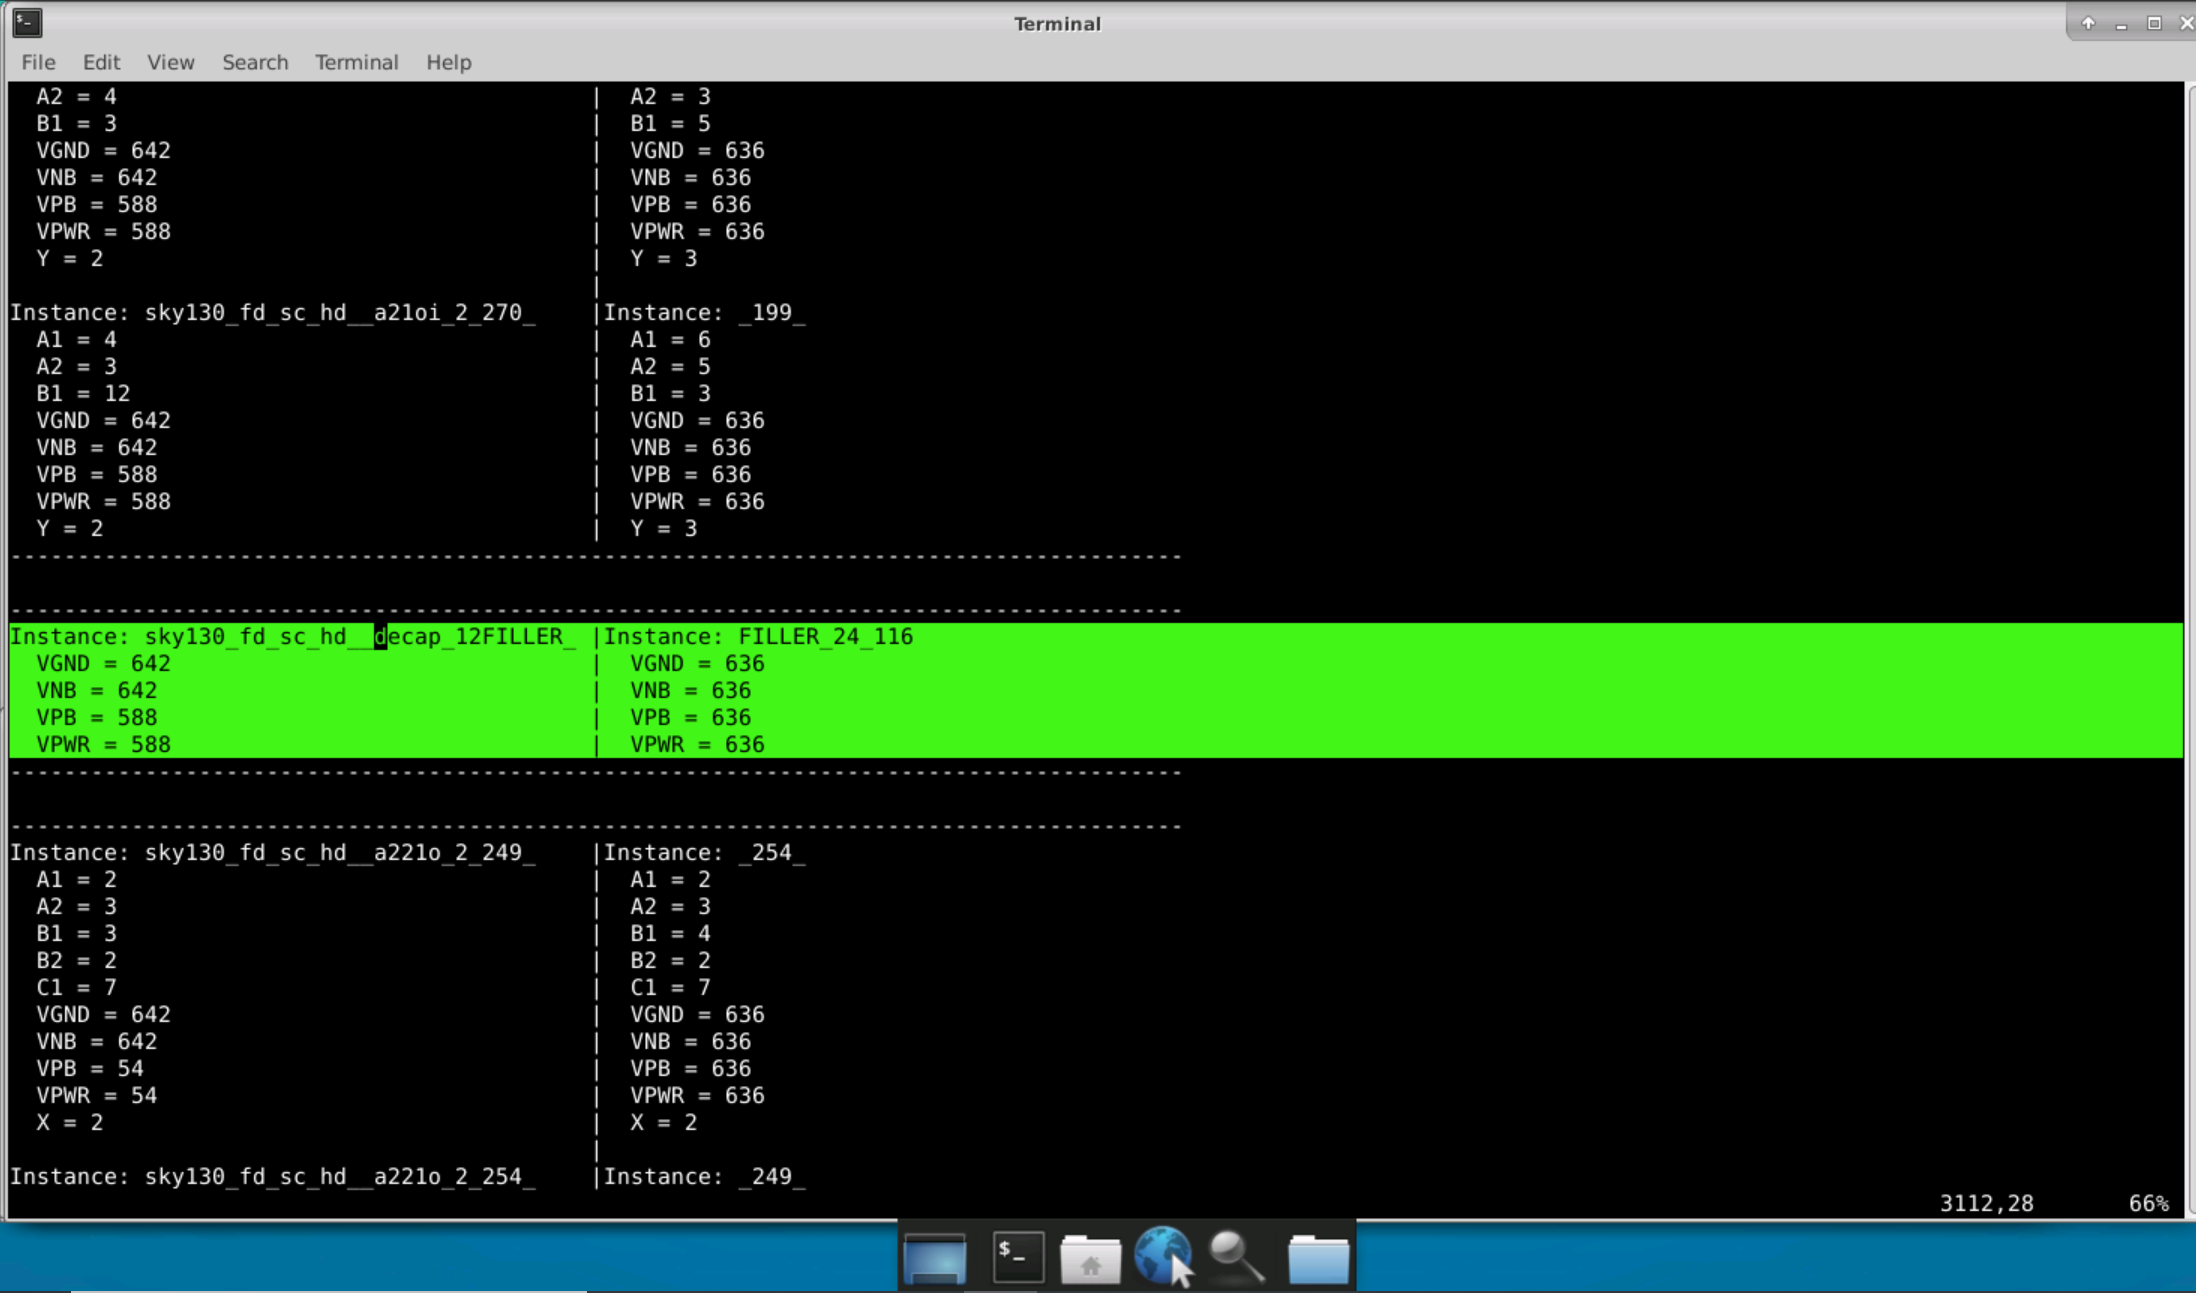 Terminal
File Edit View Search Terminal Help
A2 = 4 | A2 = 3
B1 = 3 | B1 = 5
VGND = 642 | VGND = 636
VNB = 642 | VNB = 636
VPB = 588 | VPB = 636
VPWR = 588 | VPWR = 636
Y = 2 | Y = 3
|
Instance: sky130_fd_sc_hd__a21oi_2_270_ |Instance: _199_
A1 = 4 | A1 = 6
A2 = 3 | A2 = 5
B1 = 12 | B1 = 3
VGND = 642 | VGND = 636
VNB = 642 | VNB = 636
VPB = 588 | VPB = 636
VPWR = 588 | VPWR = 636
Y = 2 | Y = 3
---------------------------------------------------------------------------------------
---------------------------------------------------------------------------------------
Instance: sky130_fd_sc_hd__decap_12FILLER_ |Instance: FILLER_24_116
VGND = 642 | VGND = 636
VNB = 642 | VNB = 636
VPB = 588 | VPB = 636
VPWR = 588 | VPWR = 636
---------------------------------------------------------------------------------------
---------------------------------------------------------------------------------------
Instance: sky130_fd_sc_hd__a221o_2_249_ |Instance: _254_
A1 = 2 | A1 = 2
A2 = 3 | A2 = 3
B1 = 3 | B1 = 4
B2 = 2 | B2 = 2
C1 = 7 | C1 = 7
VGND = 642 | VGND = 636
VNB = 642 | VNB = 636
VPB = 54 | VPB = 636
VPWR = 54 | VPWR = 636
X = 2 | X = 2
|
Instance: sky130_fd_sc_hd__a221o_2_254_ |Instance: _249_
3112,28 66%